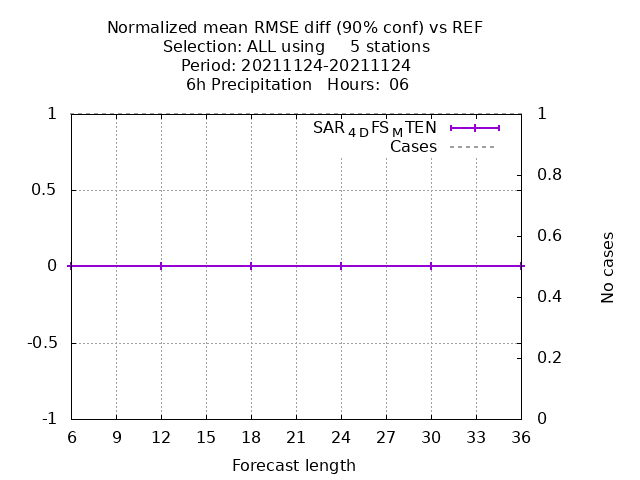 Normalized mean RMSE diff (90% conf) vs REF
Selection: ALL using     5 stations
Period: 20211124-20211124
6h Precipitation   Hours:  06
SAR4DFSMTEN
Cases
1
0.5
0
-0.5
-1
1
0.8
0.6
0.4
0.2
0
No cases
6 9 12 15 18 21 24 27 30 33 36
Forecast length